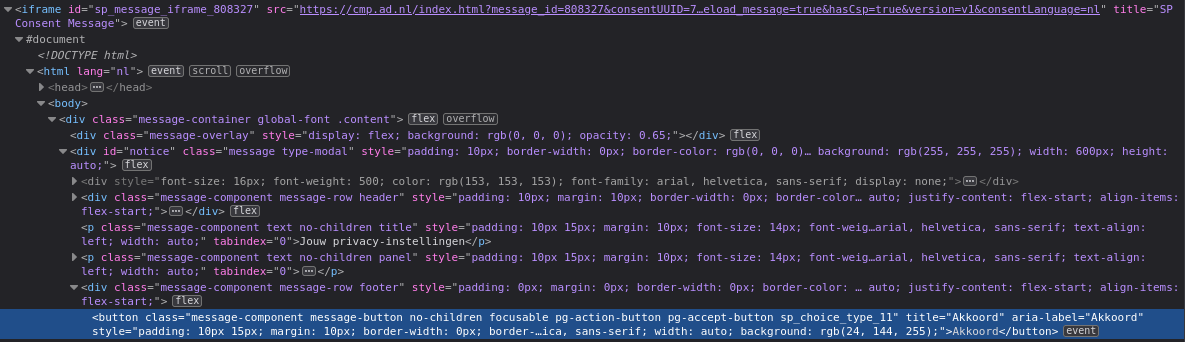 <iframe id="sp_message_iframe_808327" src="https://cmp.ad.nl/index.html?message_id=808327&consentUUID=7…eload_message=true&hasCsp=true&version=v1&consentLanguage=nl" title="SP
Consent Message"> event
#document
<!DOCTYPE html>
<html lang="nl"> event scroll overflow
<head>…</head>
<body>
<div class="message-container global-font .content"> flex overflow
<div class="message-overlay" style="display: flex; background: rgb(0, 0, 0); opacity: 0.65;"></div> flex
<div id="notice" class="message type-modal" style="padding: 10px; border-width: 0px; border-color: rgb(0, 0, 0)… background: rgb(255, 255, 255); width: 600px; height:
auto;"> flex
<div style="font-size: 16px; font-weight: 500; color: rgb(153, 153, 153); font-family: arial, helvetica, sans-serif; display: none;">…</div>
<div class="message-component message-row header" style="padding: 10px; margin: 10px; border-width: 0px; border-color… auto; justify-content: flex-start; align-items:
flex-start;">…</div> flex
<p class="message-component text no-children title" style="padding: 10px 15px; margin: 10px; font-size: 14px; font-weig…arial, helvetica, sans-serif; text-align:
left; width: auto;" tabindex="0">Jouw privacy-instellingen</p>
<p class="message-component text no-children panel" style="padding: 10px 15px; margin: 10px; font-size: 14px; font-weig…arial, helvetica, sans-serif; text-align:
left; width: auto;" tabindex="0">…</p>
<div class="message-component message-row footer" style="padding: 0px; margin: 0px; border-width: 0px; border-color: … auto; justify-content: flex-start; align-items:
flex-start;"> flex
<button class="message-component message-button no-children focusable pg-action-button pg-accept-button sp_choice_type_11" title="Akkoord" aria-label="Akkoord"
style="padding: 10px 15px; margin: 10px; border-width: 0px; border-…ica, sans-serif; width: auto; background: rgb(24, 144, 255);">Akkoord</button> event